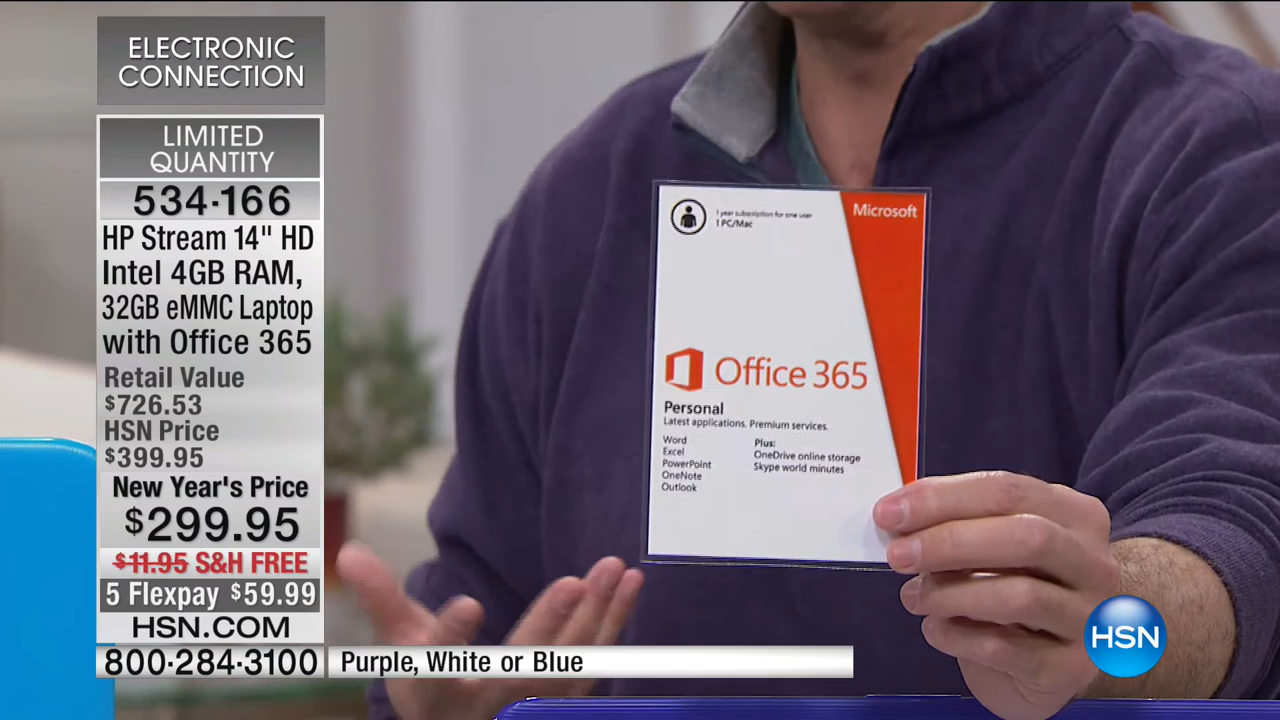 ELECTRONIC
CONNECTION
LIMITED
QUANTITY
534·166
HP Stream 14" HD
Intel 4GB RAM,
32GB eMMC Laptop
with Office 365
Retail Value
$726.53
HSN Price
$399.95
New Year's Price
$299.95
$11.95 S&H FREE
5 Flexpay $59.99
HSN.COM
800·284·3100
Purple, White or Blue
1 year subscription for one user
1 PC/Mac
Microsoft
Office 365
Personal
Latest applications. Premium services.
Word
Excel
PowerPoint
OneNote
Outlook
Plus:
OneDrive online storage
Skype world minutes
HSN